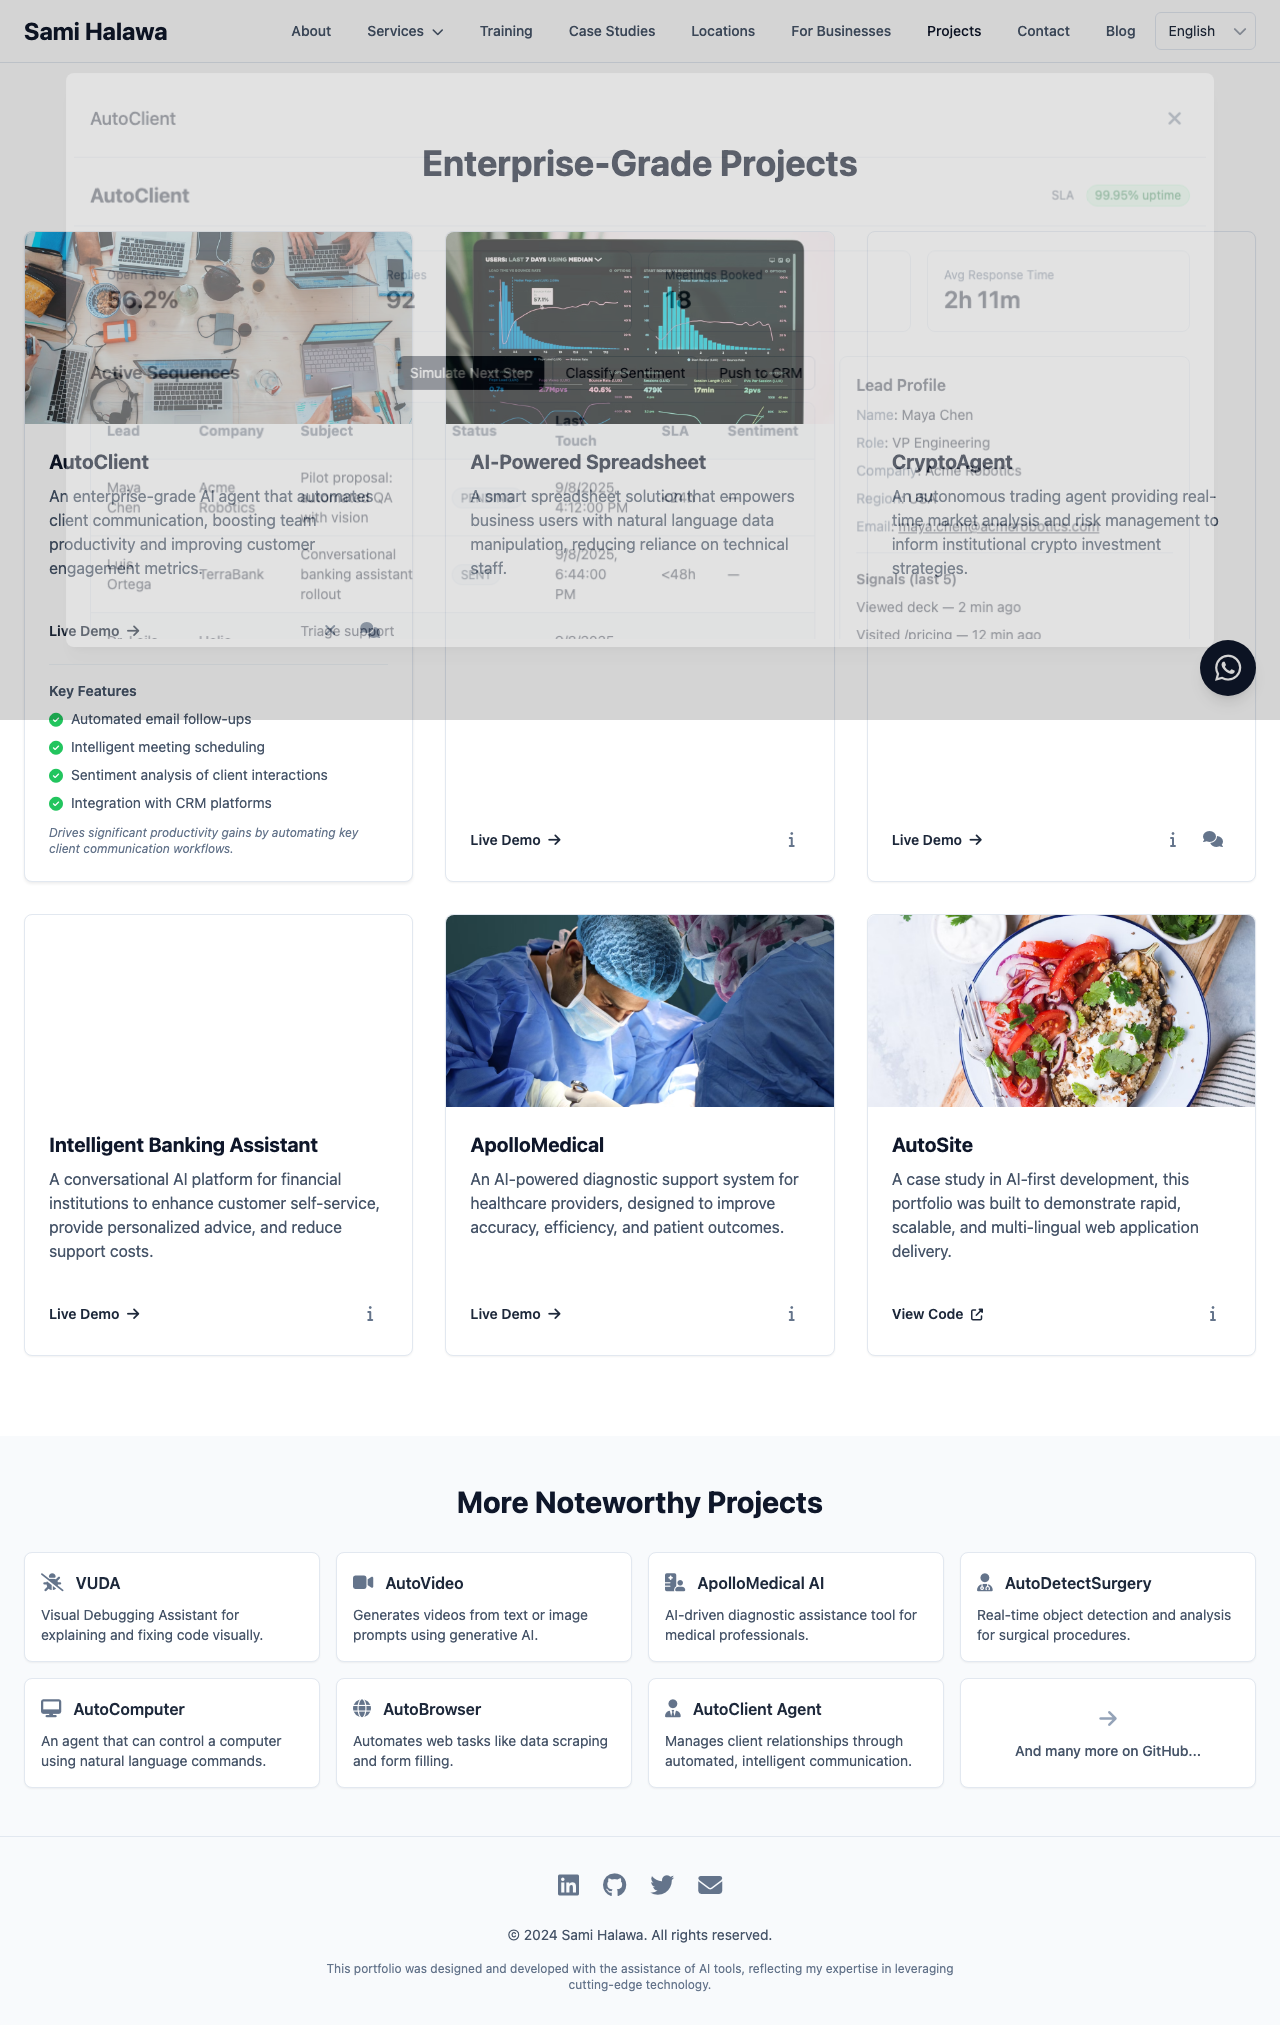 Sami Halawa
About
Services
Training
Case Studies
Locations
For Businesses
Projects
Contact
Blog
English
AutoClient
Enterprise-Grade Projects
AutoClient
SLA
99.95% uptime
Open Rate
56.2%
Replies
92
Meetings Booked
18
Avg Response Time
2h 11m
USERS: LAST 7 DAYS USING MEDIAN
Active Sequences
Simulate Next Step
Classify Sentiment
Push to CRM
Lead
Company
Subject
Status
Last Touch
SLA
Sentiment
Maya Chen
Acme Robotics
Pilot proposal: automated QA with vision
9/8/2025, 4:12:00 PM
<24h
—
Luis Ortega
TerraBank
Conversational banking assistant rollout
SENT
9/8/2025, 6:44:00 PM
<48h
—
Triage support
Lead Profile
Name: Maya Chen
Role: VP Engineering
Company: Acme Robotics
Region: USA
Email: maya.chen@acmerobotics.com
Signals (last 5)
Viewed deck — 2 min ago
Visited /pricing — 12 min ago
AutoClient
An enterprise-grade AI agent that automates
client communication, boosting team
productivity and improving customer
engagement metrics.
Live Demo
Key Features
Automated email follow-ups
Intelligent meeting scheduling
Sentiment analysis of client interactions
Integration with CRM platforms
Drives significant productivity gains by automating key
client communication workflows.
AI-Powered Spreadsheet
A smart spreadsheet solution that empowers
business users with natural language data
manipulation, reducing reliance on technical
staff.
Live Demo
CryptoAgent
An autonomous trading agent providing real-
time market analysis and risk management to
inform institutional crypto investment
strategies.
Live Demo
Intelligent Banking Assistant
A conversational AI platform for financial
institutions to enhance customer self-service,
provide personalized advice, and reduce
support costs.
Live Demo
ApolloMedical
An AI-powered diagnostic support system for
healthcare providers, designed to improve
accuracy, efficiency, and patient outcomes.
Live Demo
AutoSite
A case study in AI-first development, this
portfolio was built to demonstrate rapid,
scalable, and multi-lingual web application
delivery.
View Code
More Noteworthy Projects
VUDA
Visual Debugging Assistant for
explaining and fixing code visually.
AutoVideo
Generates videos from text or image
prompts using generative AI.
ApolloMedical AI
AI-driven diagnostic assistance tool for
medical professionals.
AutoDetectSurgery
Real-time object detection and analysis
for surgical procedures.
AutoComputer
An agent that can control a computer
using natural language commands.
AutoBrowser
Automates web tasks like data scraping
and form filling.
AutoClient Agent
Manages client relationships through
automated, intelligent communication.
And many more on GitHub...
© 2024 Sami Halawa. All rights reserved.
This portfolio was designed and developed with the assistance of AI tools, reflecting my expertise in leveraging
cutting-edge technology.